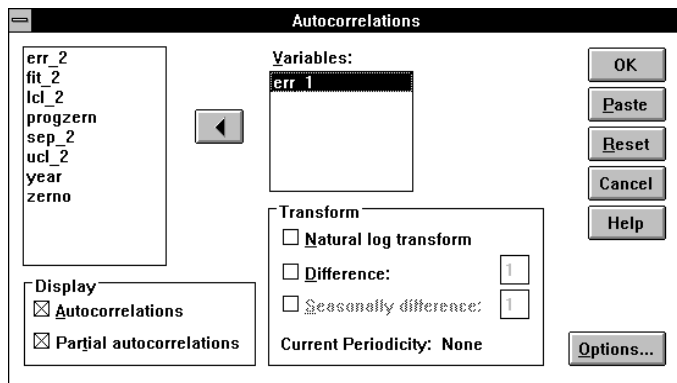 Autocorrelations
err_2
fit_2
lcl_2
progzern
sep_2
ucl_2
year
zerno
Variables:
err_1
OK
Paste
Reset
Cancel
Help
Transform
Natural log transform
Difference: 1
Seasonally difference: 1
Current Periodicity: None
Display
Autocorrelations
Partial autocorrelations
Options...